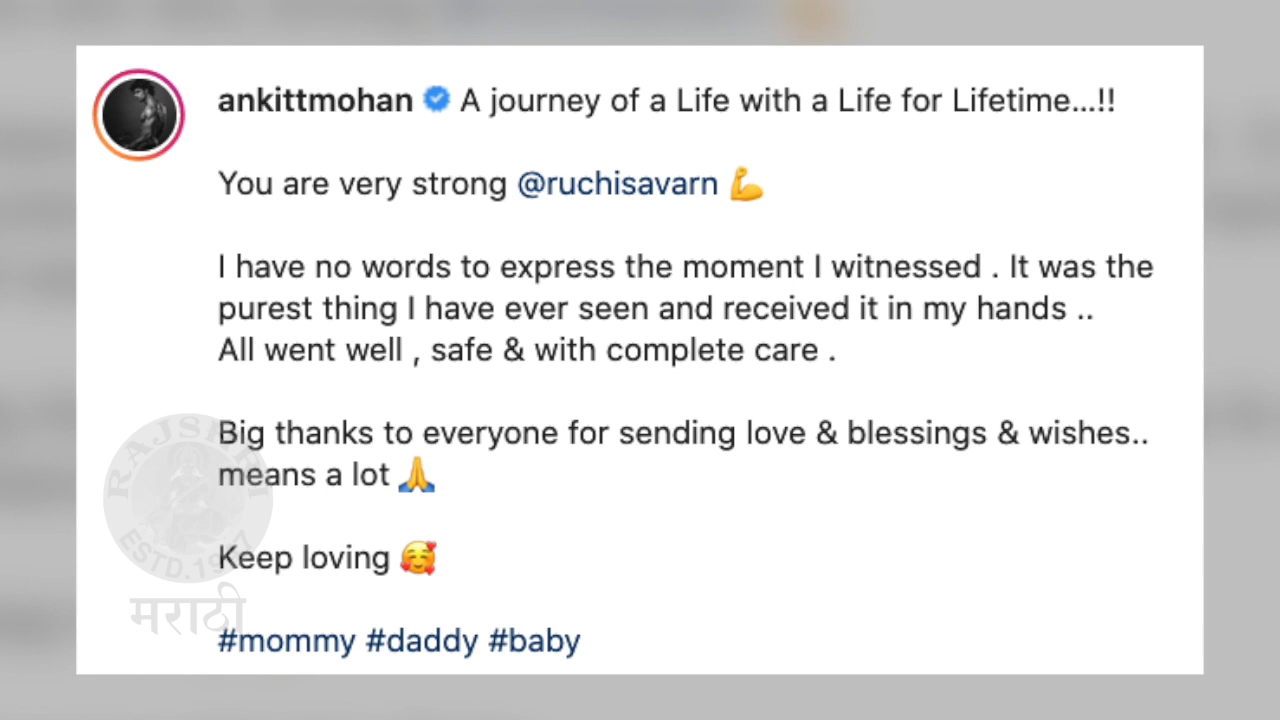 ankittmohan A journey of a Life with a Life for Lifetime...!!
You are very strong @ruchisavarn 💪
I have no words to express the moment I witnessed . It was the
purest thing I have ever seen and received it in my hands ..
All went well , safe & with complete care .
Big thanks to everyone for sending love & blessings & wishes..
means a lot 🙏
Keep loving 🥰
#mommy #daddy #baby
RAJSHRI
ESTD.1947
मराठी